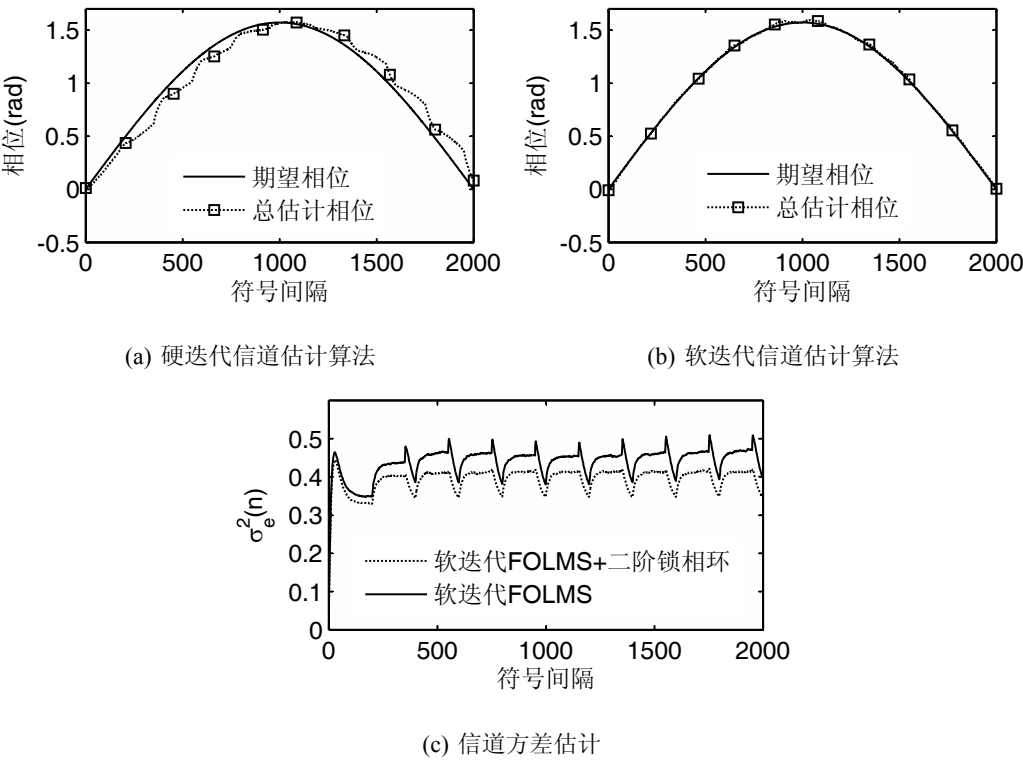 1.5
1
0.5
0
-0.5
相位(rad)
期望相位
总估计相位
0
500
1000
1500
2000
符号间隔
(a) 硬迭代信道估计算法
1.5
1
0.5
0
-0.5
相位(rad)
期望相位
总估计相位
0
500
1000
1500
2000
符号间隔
(b) 软迭代信道估计算法
0.5
0.4
0.3
0.2
0.1
0
σ_e^2(n)
软迭代FOLMS+二阶锁相环
软迭代FOLMS
0
500
1000
1500
2000
符号间隔
(c) 信道方差估计